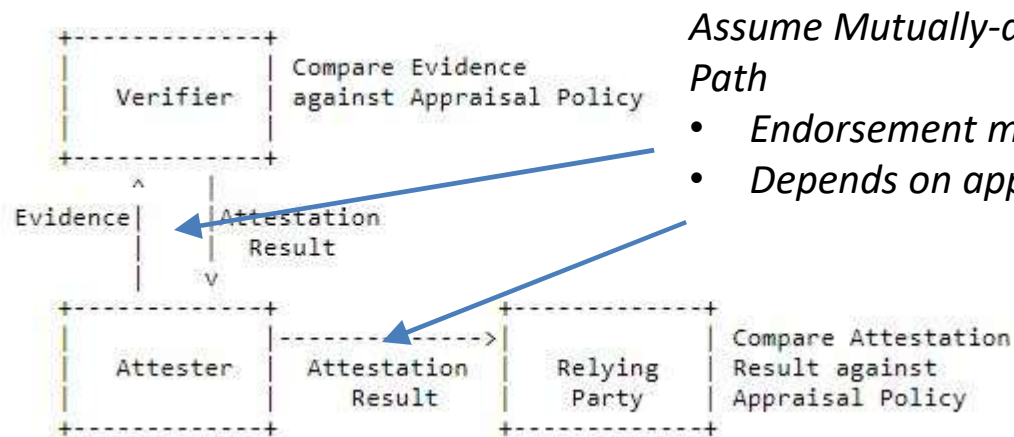 Assume Mutually-
Path
• Endorsement
• Depends on
Verifier
Compare Evidence
against Appraisal Policy
Evidence
Attestation
Result
Attester
Attestation
Result
Relying
Party
Compare Attestation
Result against
Appraisal Policy